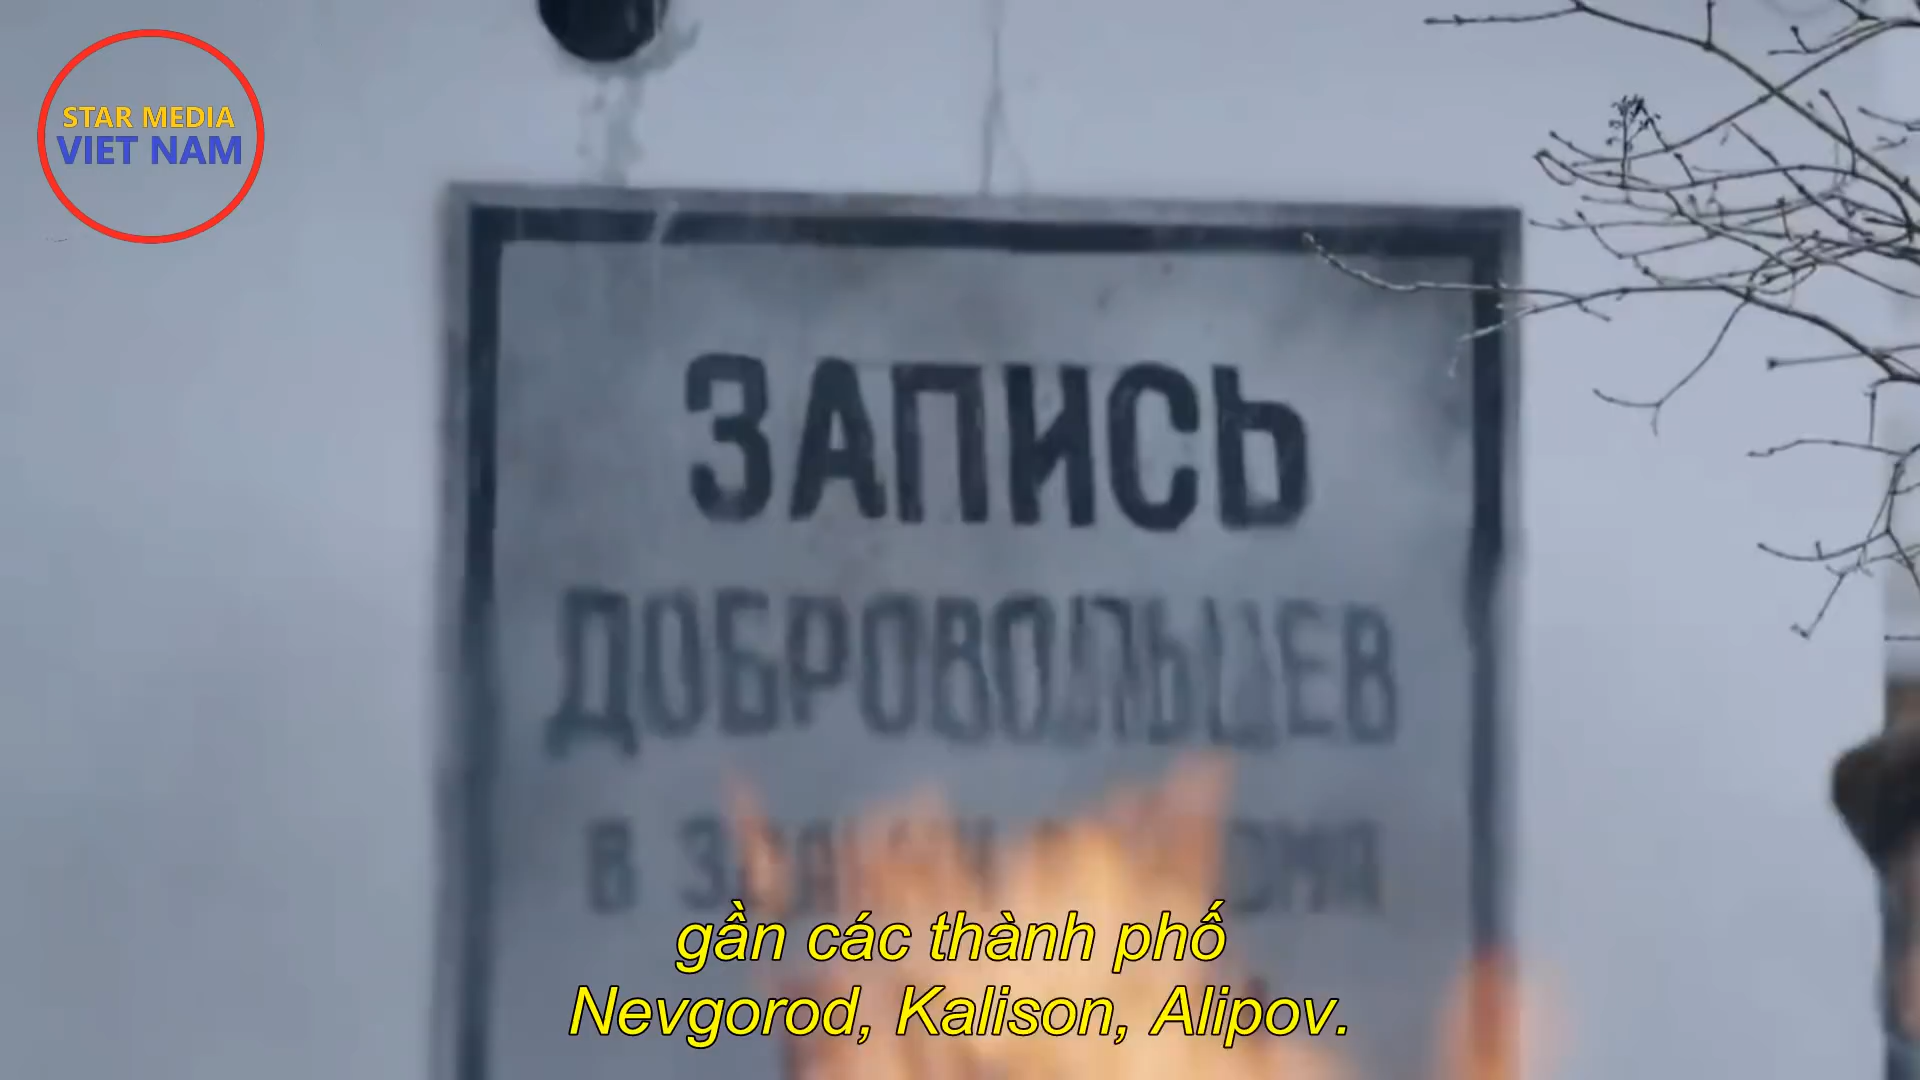 STAR MEDIA
VIET NAM
ЗАПИСЬ
ДОБРОВОЛЬЦЕВ
В
gần các thành phố
Nevgorod, Kalison, Alipov.